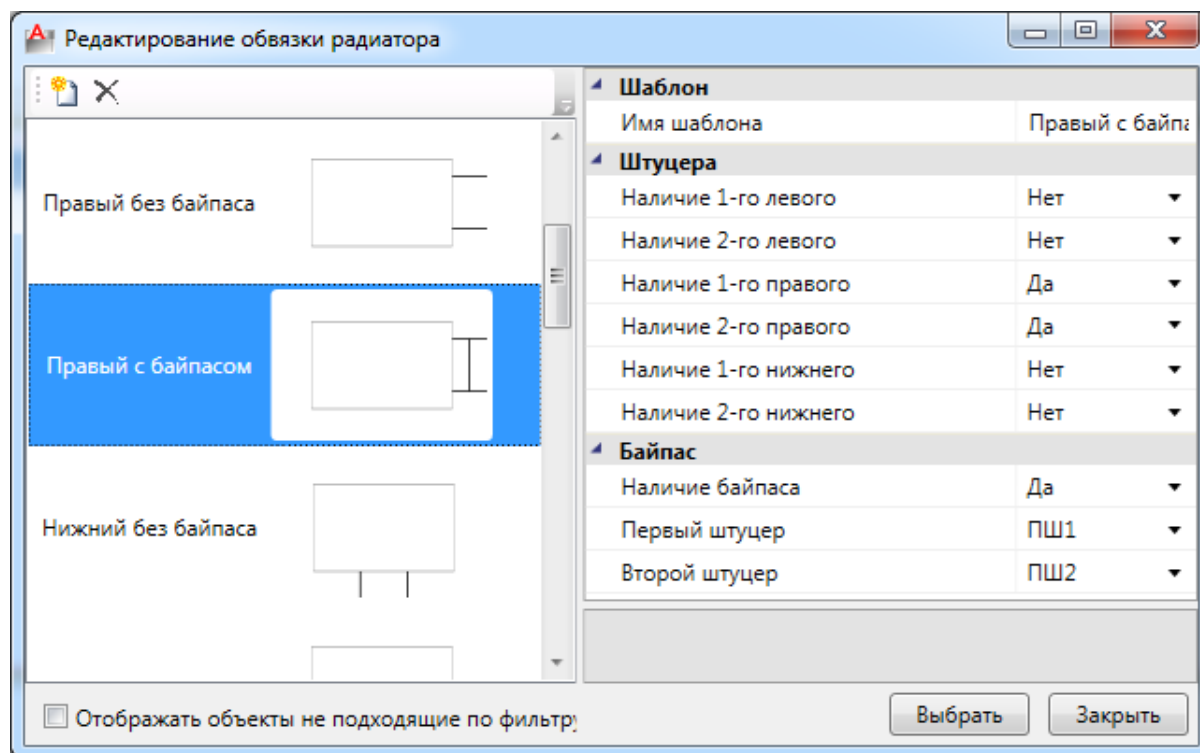 Редактирование обвязки радиатора
Правый без байпаса
Правый с байпасом
Нижний без байпаса
Шаблон
Имя шаблона Правый с байпа
Штуцера
Наличие 1-го левого Нет
Наличие 2-го левого Нет
Наличие 1-го правого Да
Наличие 2-го правого Да
Наличие 1-го нижнего Нет
Наличие 2-го нижнего Нет
Байпас
Наличие байпаса Да
Первый штуцер ПШ1
Второй штуцер ПШ2
Отображать объекты не подходящие по фильтру
Выбрать Закрыть